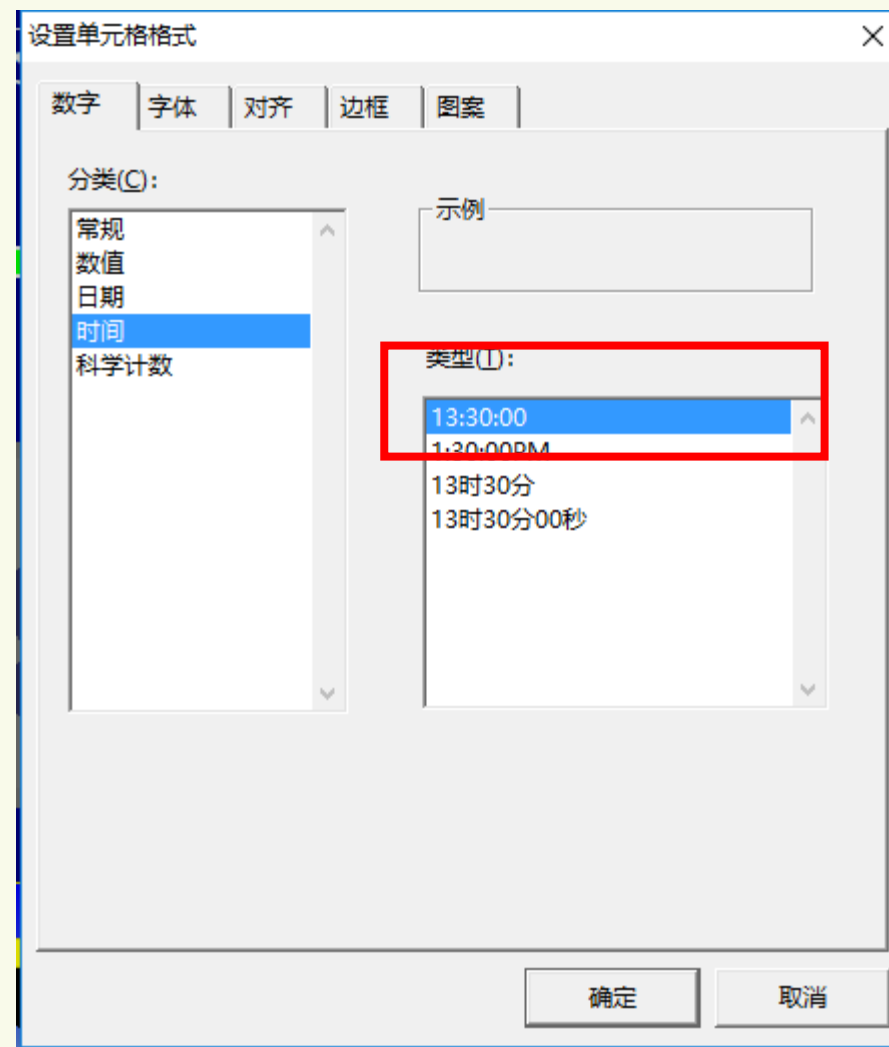 设置单元格格式
数字 字体 对齐 边框 图案
分类(C):
常规
数值
日期
时间
科学计数
示例
类型(T):
13:30:00
1:30:00PM
13时30分
13时30分00秒
确定 取消